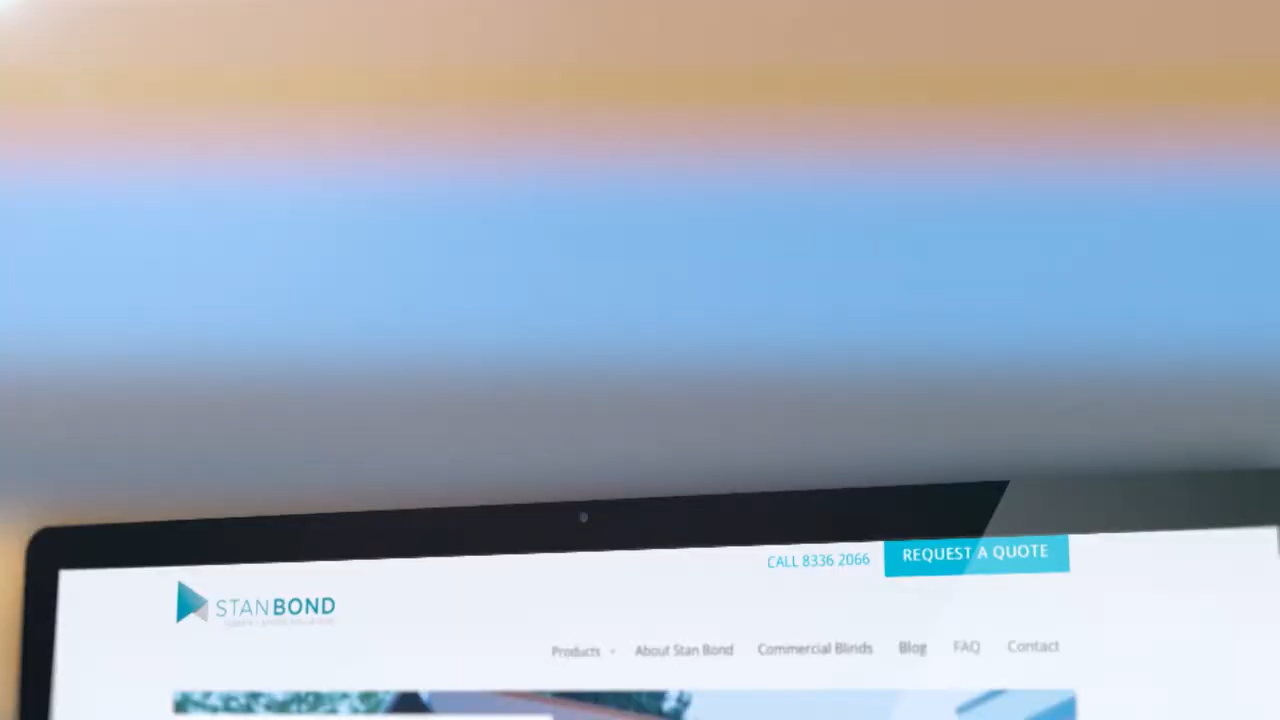 CALL 8336 2066
REQUEST A QUOTE
STANBOND
Products
About Stan Bond
Commercial Blinds
Blog
FAQ
Contact